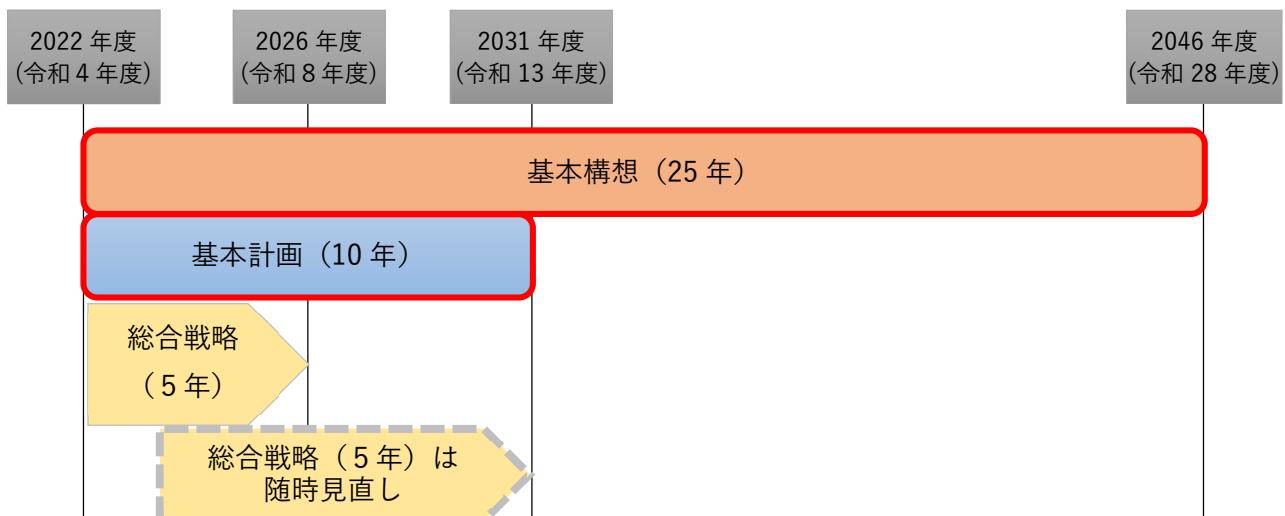 2022 年度
(令和 4 年度)
2026 年度
(令和 8 年度)
2031 年度
(令和 13 年度)
2046 年度
(令和 28 年度)
基本構想（25 年）
基本計画（10 年）
総合戦略
（５年）
総合戦略（５年）は
随時見直し